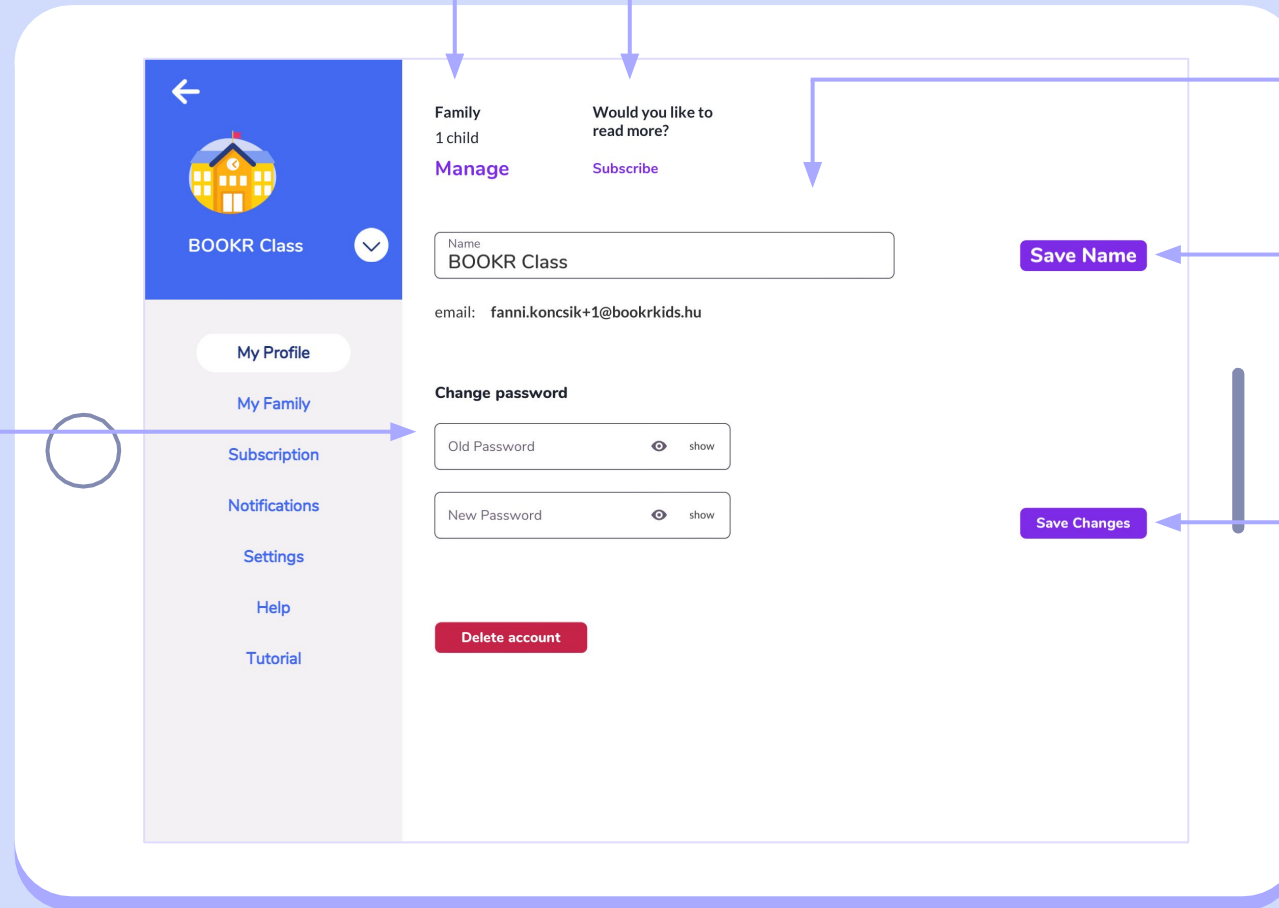 BOOKR Class
My Profile
My Family
Subscription
Notifications
Settings
Help
Tutorial
Family
1 child
Manage
Would you like to
read more?
Subscribe
Name
BOOKR Class
Save Name
email: fanni.koncsik+1@bookrkids.hu
Change password
Old Password show
New Password show
Save Changes
Delete account